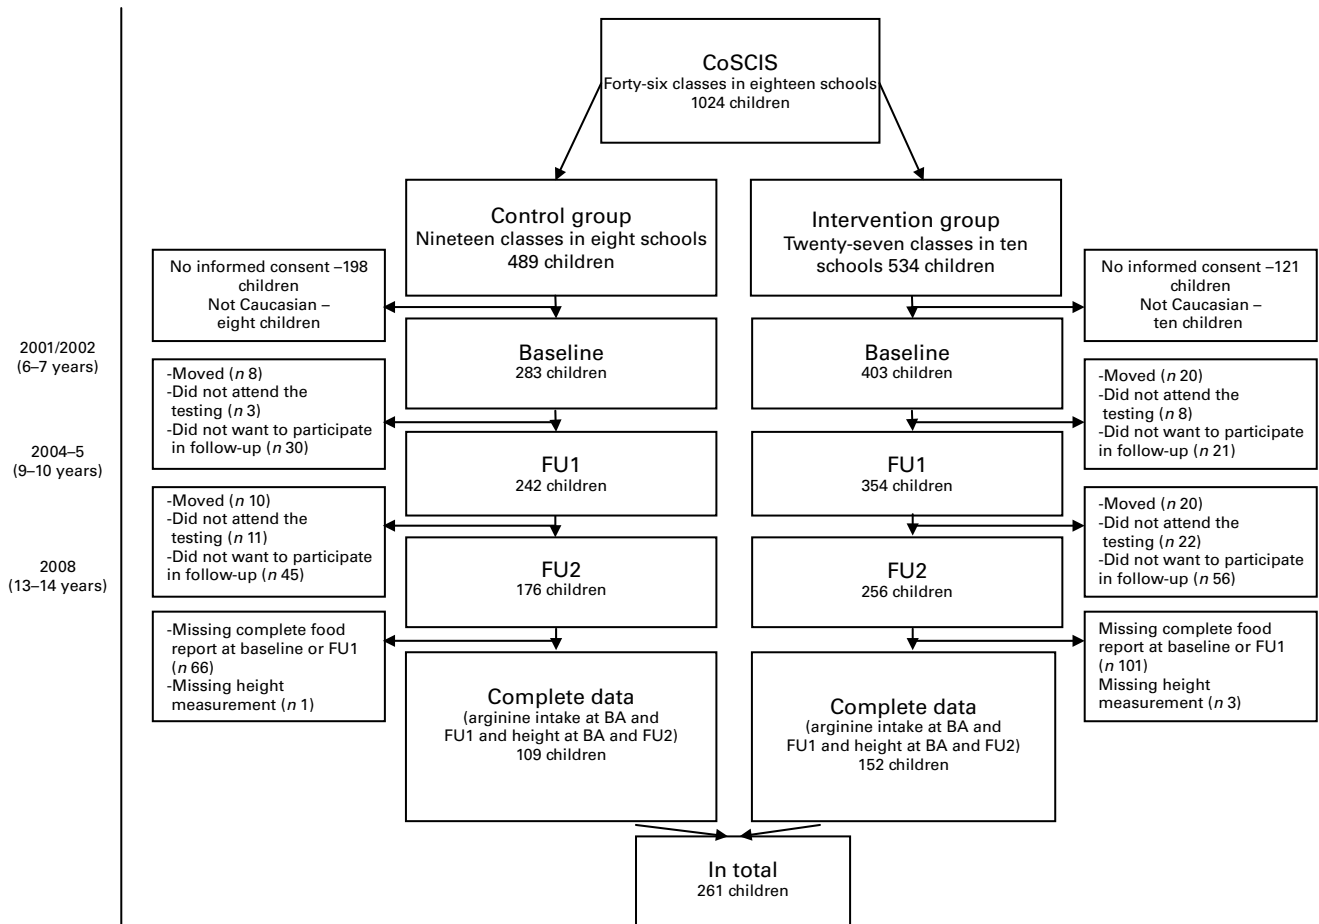 CoSCIS
Forty-six classes in eighteen schools
1024 children
Control group
Nineteen classes in eight schools
489 children
Intervention group
Twenty-seven classes in ten
schools 534 children
No informed consent –198
children
Not Caucasian –
eight children
No informed consent –121
children
Not Caucasian –
ten children
2001/2002
(6–7 years)
Baseline
283 children
Baseline
403 children
-Moved (n 8)
-Did not attend the
testing (n 3)
-Did not want to participate
in follow-up (n 30)
-Moved (n 20)
-Did not attend the
testing (n 8)
-Did not want to participate
in follow-up (n 21)
2004–5
(9–10 years)
FU1
242 children
FU1
354 children
-Moved (n 10)
-Did not attend the
testing (n 11)
-Did not want to participate
in follow-up (n 45)
-Moved (n 20)
-Did not attend the
testing (n 22)
-Did not want to participate
in follow-up (n 56)
2008
(13–14 years)
FU2
176 children
FU2
256 children
-Missing complete food
report at baseline or FU1
(n 66)
-Missing height
measurement (n 1)
Missing complete food
report at baseline or FU1
(n 101)
Missing height
measurement (n 3)
Complete data
(arginine intake at BA and
FU1 and height at BA and FU2)
109 children
Complete data
(arginine intake at BA and
FU1 and height at BA and FU2)
152 children
In total
261 children